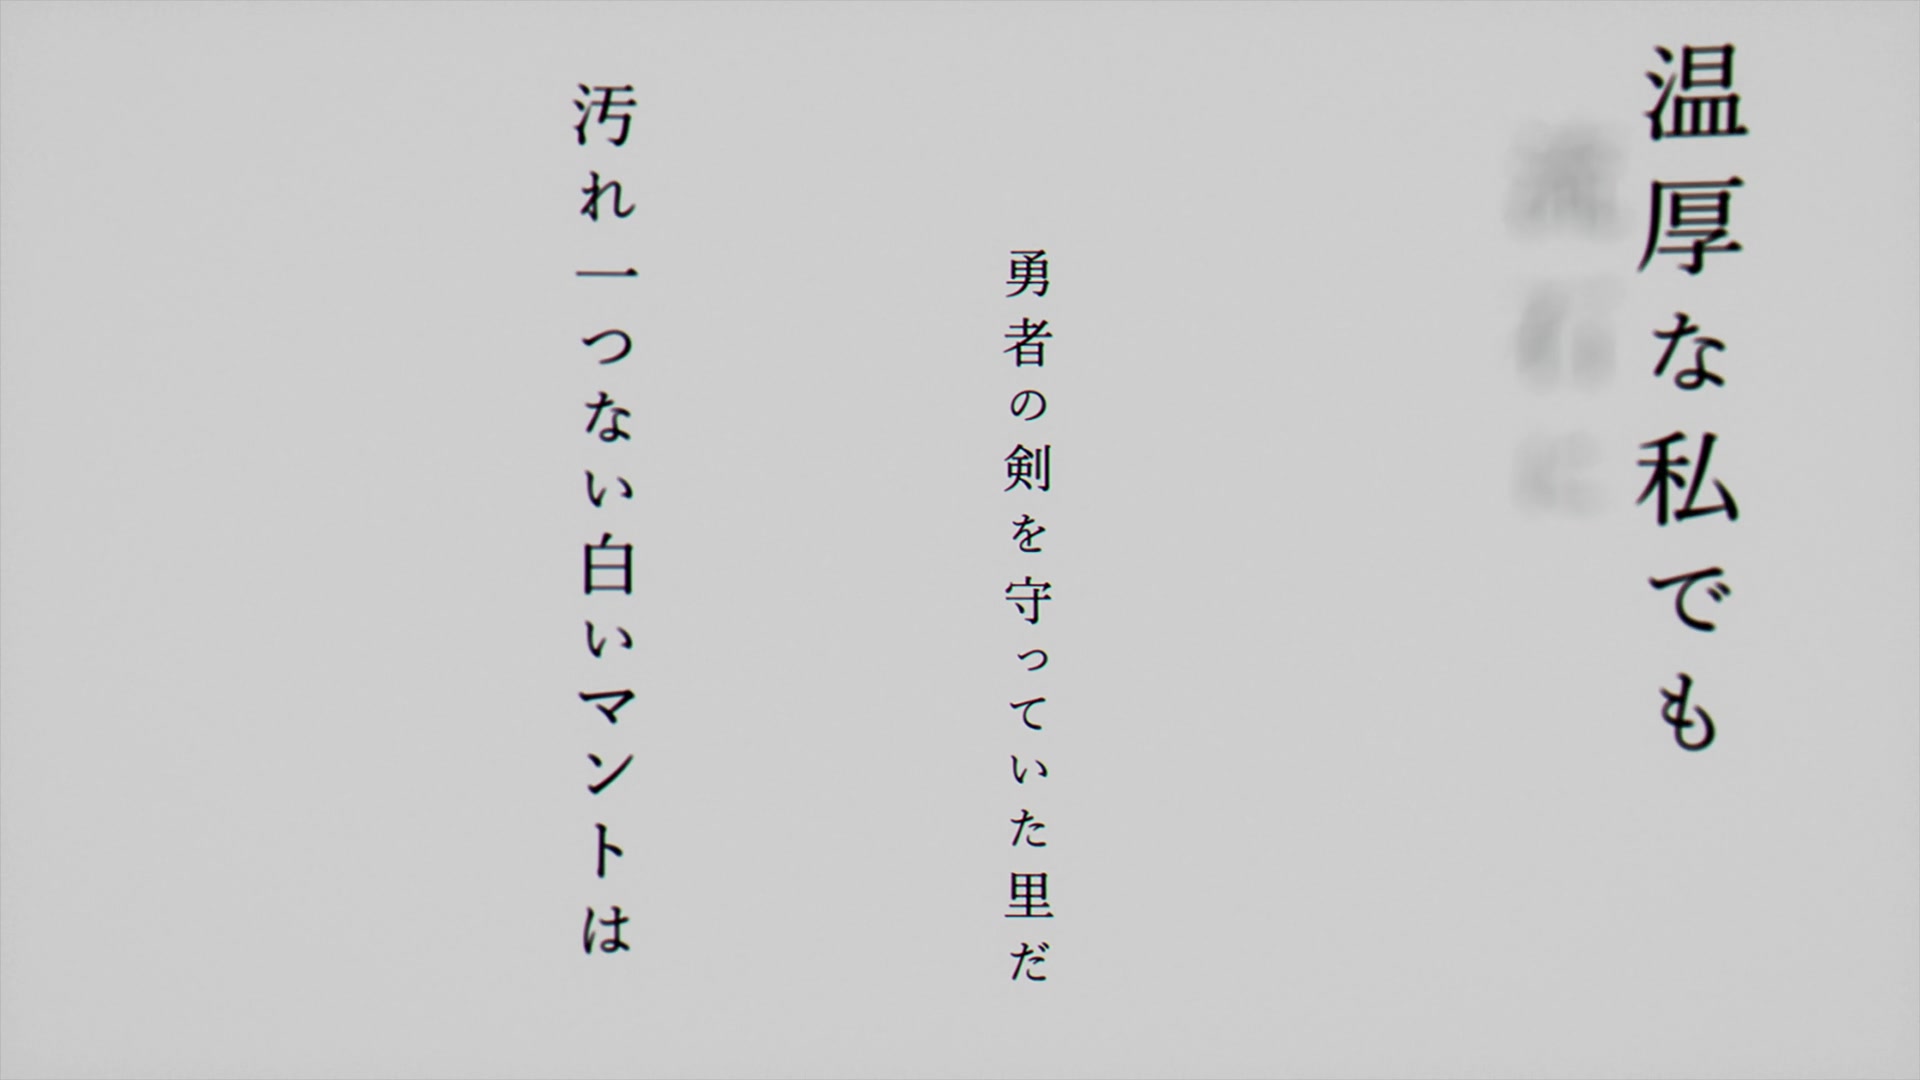 温厚な私でも
勇者の剣を守っていた里だ
汚れ一つない白いマントは